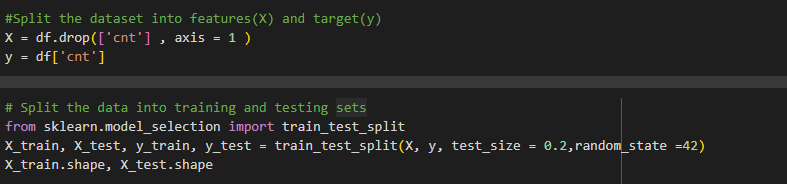 #Split the dataset into features(X) and target(y)
X = df.drop(['cnt'] , axis = 1 )
y = df['cnt']
# Split the data into training and testing sets
from sklearn.model_selection import train_test_split
X_train, X_test, y_train, y_test = train_test_split(X, y, test_size = 0.2,random_state =42)
X_train.shape, X_test.shape